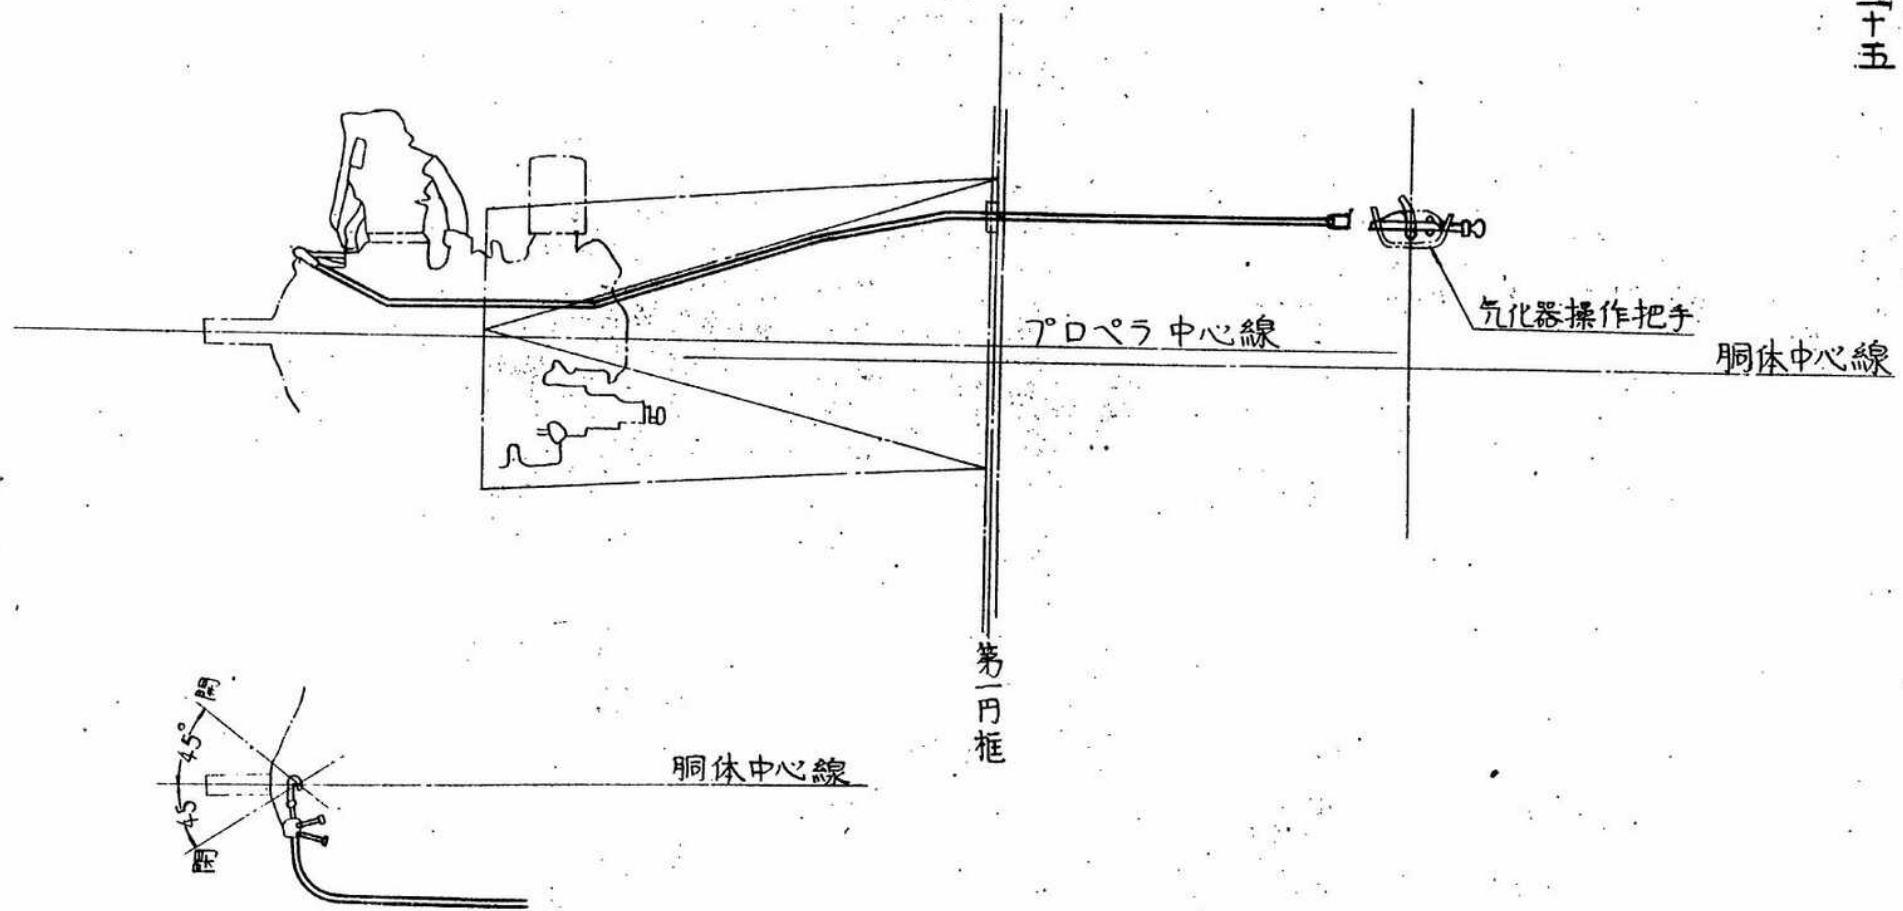 十五
気化器操作把手
プロペラ中心線
胴体中心線
第一円框
開
45°
胴体中心線
45
閉